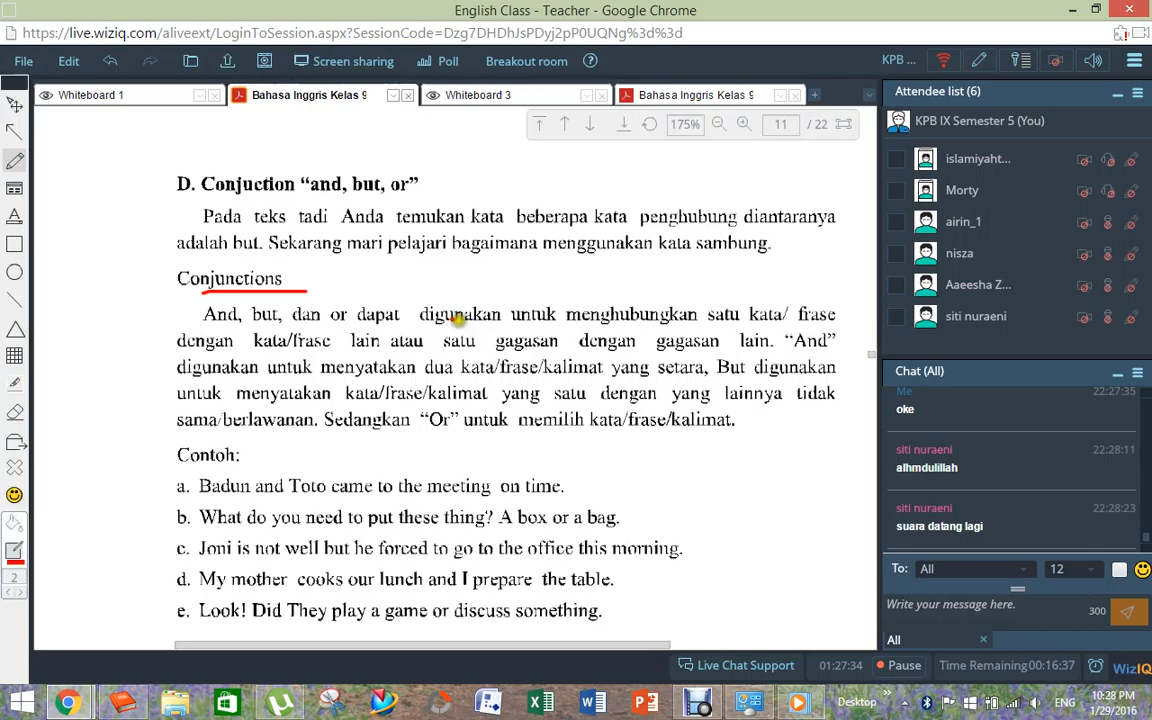 English Class - Teacher - Google Chrome
https://live.wiziq.com/aliveext/LoginToSession.aspx?SessionCode=Dzg7DHDhJsPDyj2pP0UQNg%3d%3d
File Edit Screen sharing Poll Breakout room ? KPB ...
Whiteboard 1 Bahasa Inggris Kelas 9 Whiteboard 3 Bahasa Inggris Kelas 9
Attendee list (6)
175% 11 / 22
KPB IX Semester 5 (You)
islamiyaht...
Morty
airin_1
nisza
Aaeesha Z...
siti nuraeni
D. Conjuction “and, but, or”
Pada teks tadi Anda temukan kata beberapa kata penghubung diantaranya
adalah but. Sekarang mari pelajari bagaimana menggunakan kata sambung.
Conjunctions
And, but, dan or dapat digunakan untuk menghubungkan satu kata/ frase
dengan kata/frase lain atau satu gagasan dengan gagasan lain. “And”
digunakan untuk menyatakan dua kata/frase/kalimat yang setara, But digunakan
untuk menyatakan kata/frase/kalimat yang satu dengan yang lainnya tidak
sama/berlawanan. Sedangkan “Or” untuk memilih kata/frase/kalimat.
Contoh:
a. Badun and Toto came to the meeting on time.
b. What do you need to put these thing? A box or a bag.
c. Joni is not well but he forced to go to the office this morning.
d. My mother cooks our lunch and I prepare the table.
e. Look! Did They play a game or discuss something.
Chat (All)
Me 22:27:35
oke
siti nuraeni 22:28:11
alhmdulillah
siti nuraeni 22:28:23
suara datang lagi
To: All 12
Write your message here. 300
All
2
Live Chat Support 01:27:34 Pause Time Remaining 00:16:37 WizIQ
Desktop ENG 10:28 PM
1/29/2016